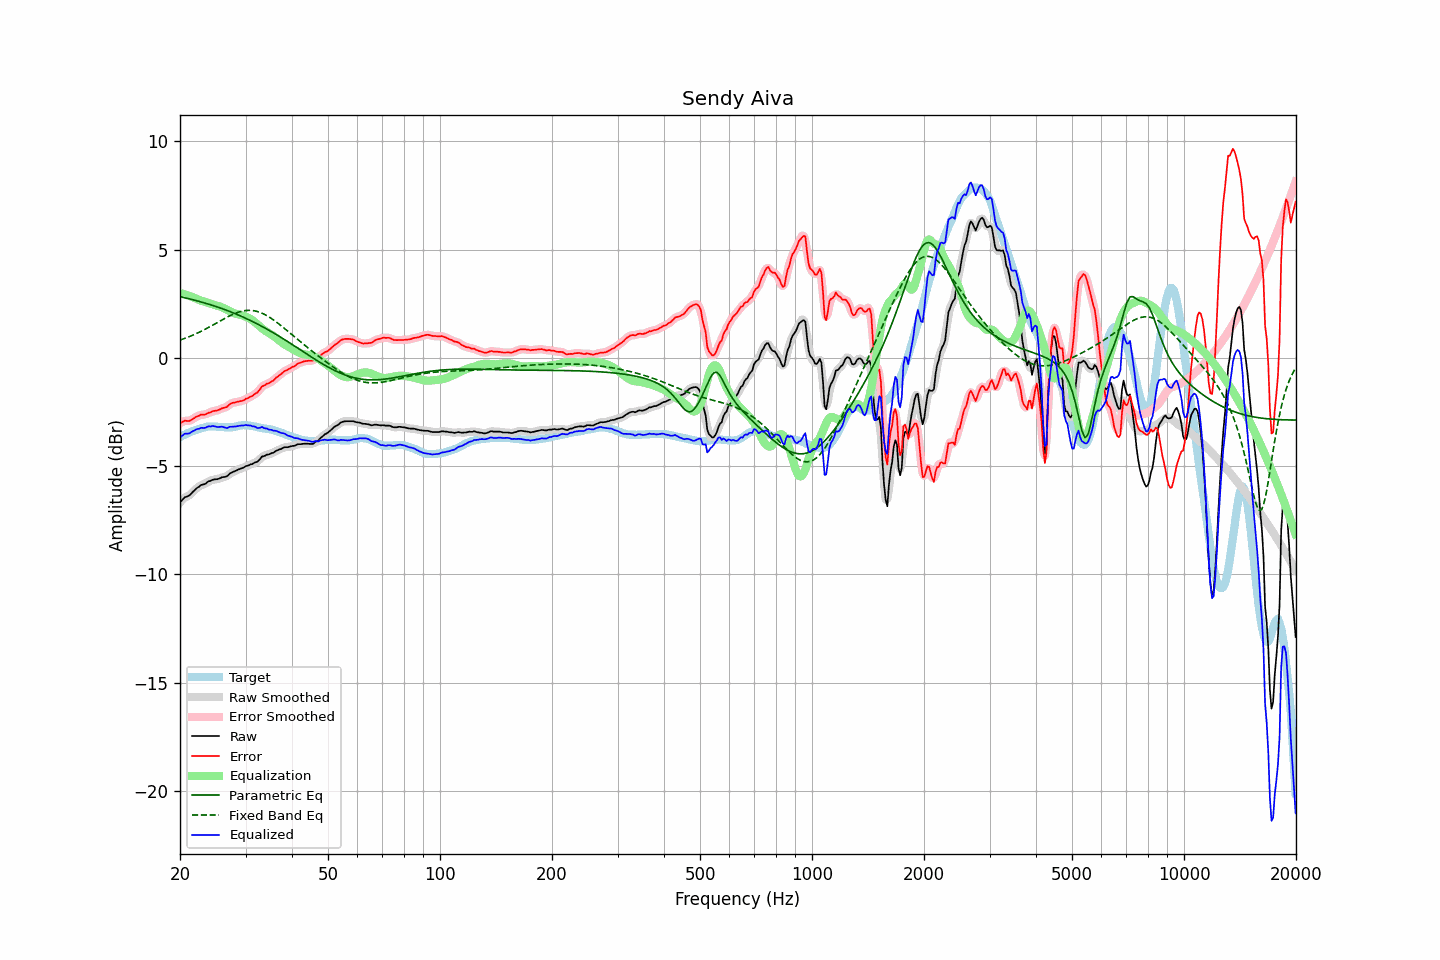 Sendy Aiva
10
5
0
−5
−10
−15
−20
Amplitude (dBr)
Target
Raw Smoothed
Error Smoothed
Raw
Error
Equalization
Parametric Eq
Fixed Band Eq
Equalized
20 50 100 200 500 1000 2000 5000 10000 20000
Frequency (Hz)